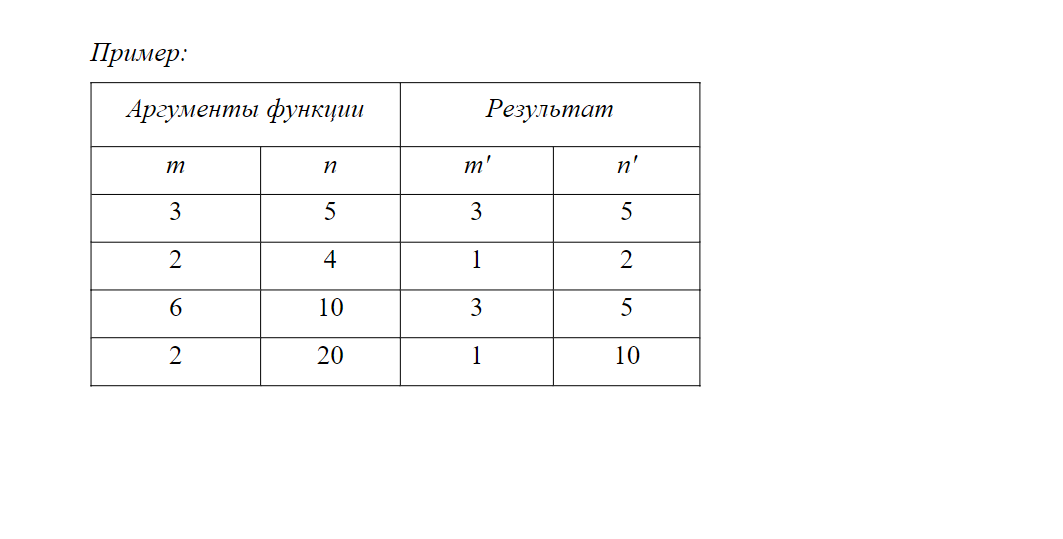 Пример:
Аргументы функции Результат
m n m' n'
3 5 3 5
2 4 1 2
6 10 3 5
2 20 1 10